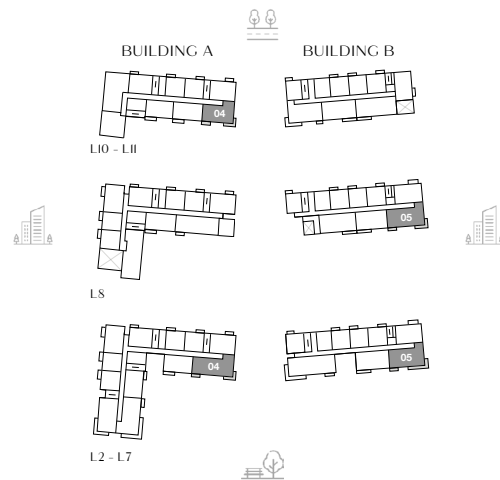 BUILDING A BUILDING B
04
L10 - L11
05
L8
04 05
L2 - L7